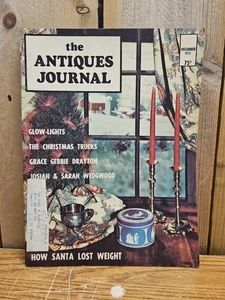 the
ANTIQUES
JOURNAL
DECEMBER
1972
75¢
GLOW-LIGHTS
THE CHRISTMAS TRUCKS
GRACE GEBBIE DRAYTON
JOSIAH & SARAH WEDGWOOD
HOW SANTA LOST WEIGHT